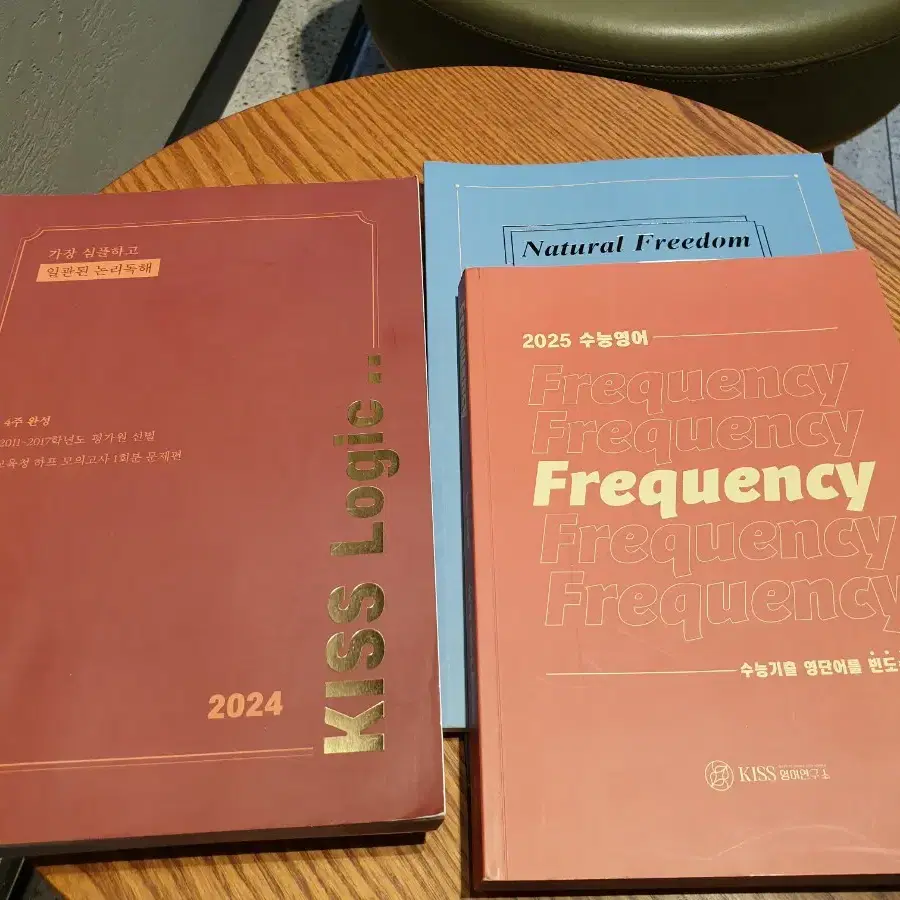 가장 심플하고
일관된 논리독해
4주 완성
2011-2017학년도 평가원 선별
교육청 하프 모의고사 1회분 문제편
KISS Logic..
2024
Natural Freedom
2025 수능영어
Frequency
Frequency
Frequency
Frequency
Frequency
수능기출 영단어를 빈도
KISS 영어연구소